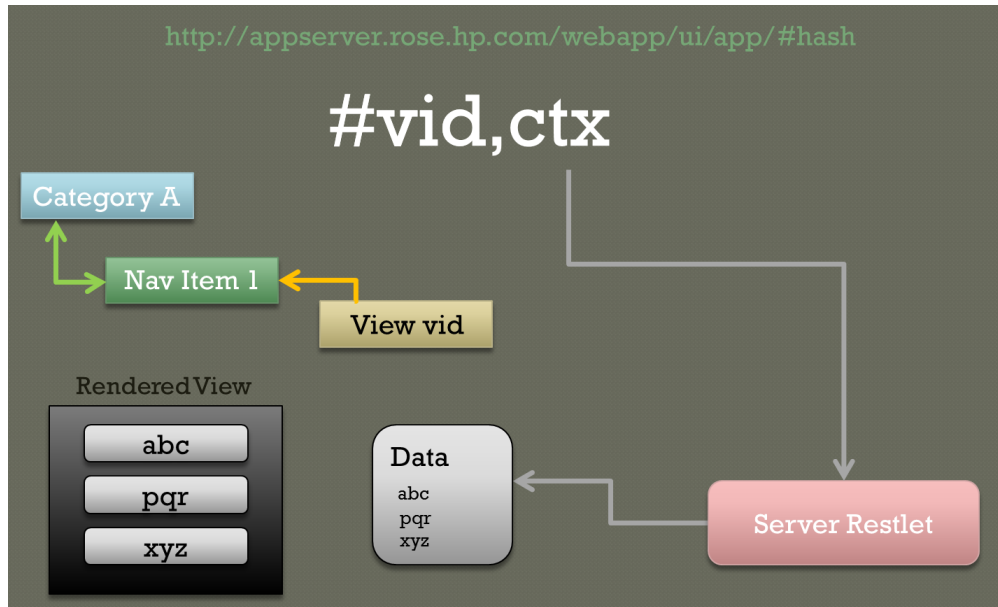 http://appserver.rose.hp.com/webapp/ui/app/#hash
#vid,ctx
Category A
Nav Item 1
View vid
Rendered View
abc
pqr
xyz
Data
abc
pqr
xyz
Server Restlet